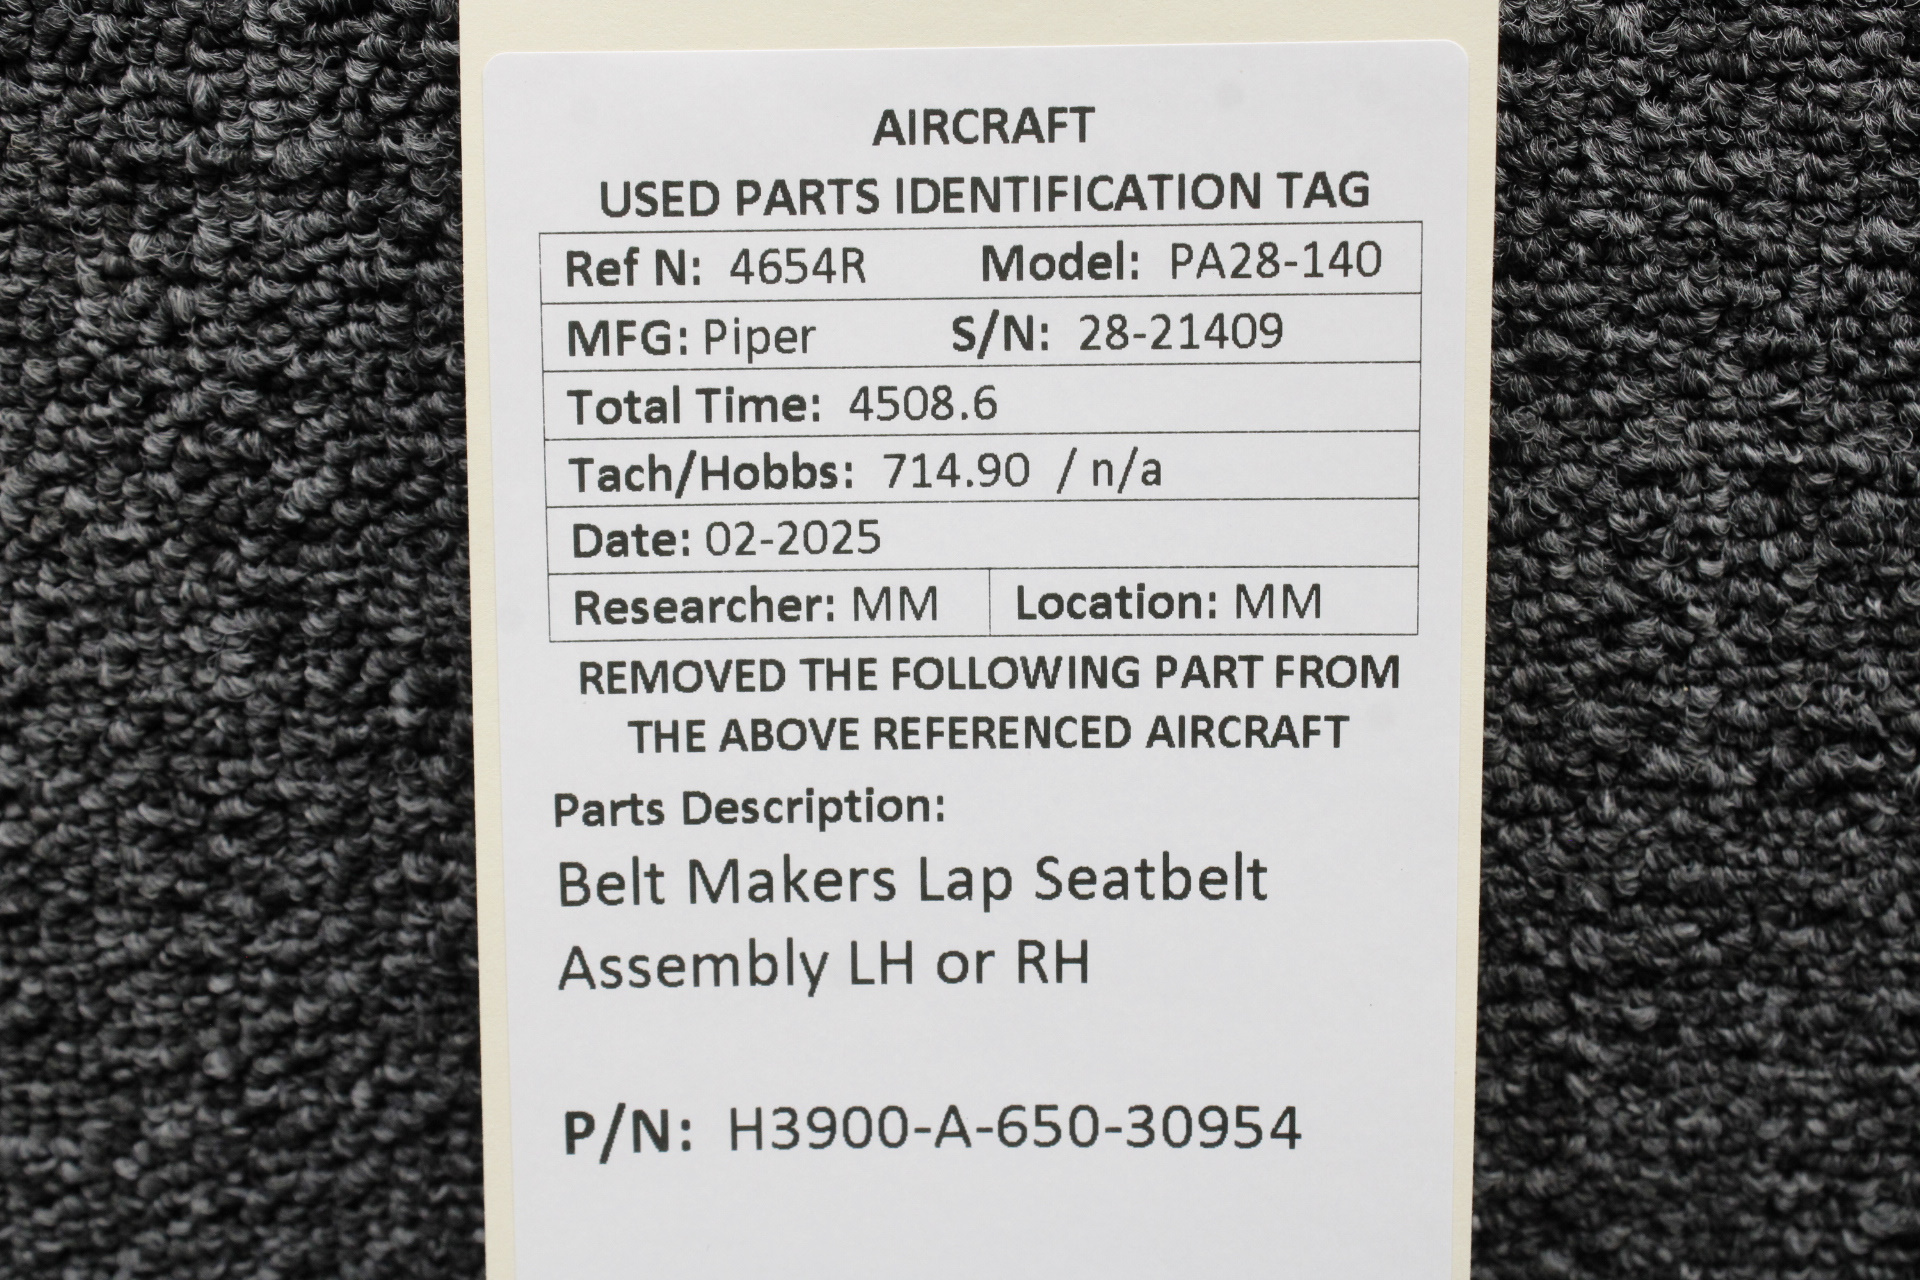 AIRCRAFT
USED PARTS IDENTIFICATION TAG
Ref N: 4654R Model: PA28-140
MFG: Piper S/N: 28-21409
Total Time: 4508.6
Tach/Hobbs: 714.90 / n/a
Date: 02-2025
Researcher: MM Location: MM
REMOVED THE FOLLOWING PART FROM
THE ABOVE REFERENCED AIRCRAFT
Parts Description:
Belt Makers Lap Seatbelt
Assembly LH or RH
P/N: H3900-A-650-30954